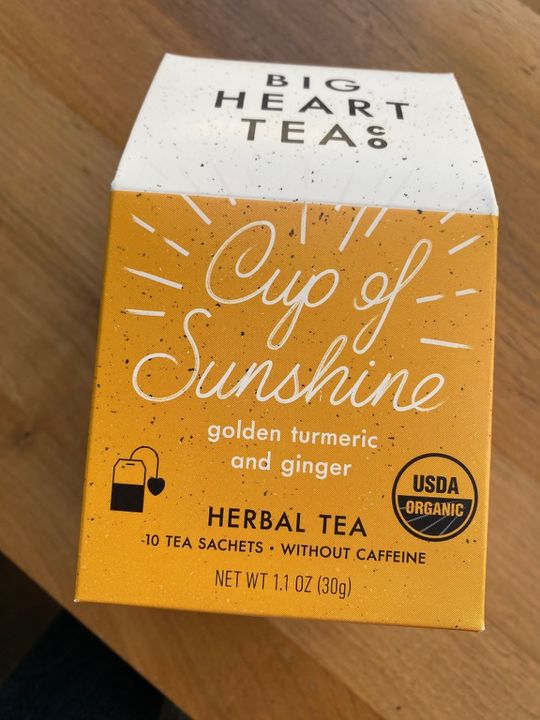 BIG
HEART
TEA CO
Cup of
Sunshine
golden turmeric
and ginger
USDA
ORGANIC
HERBAL TEA
10 TEA SACHETS • WITHOUT CAFFEINE
NET WT 1.1 OZ (30g)